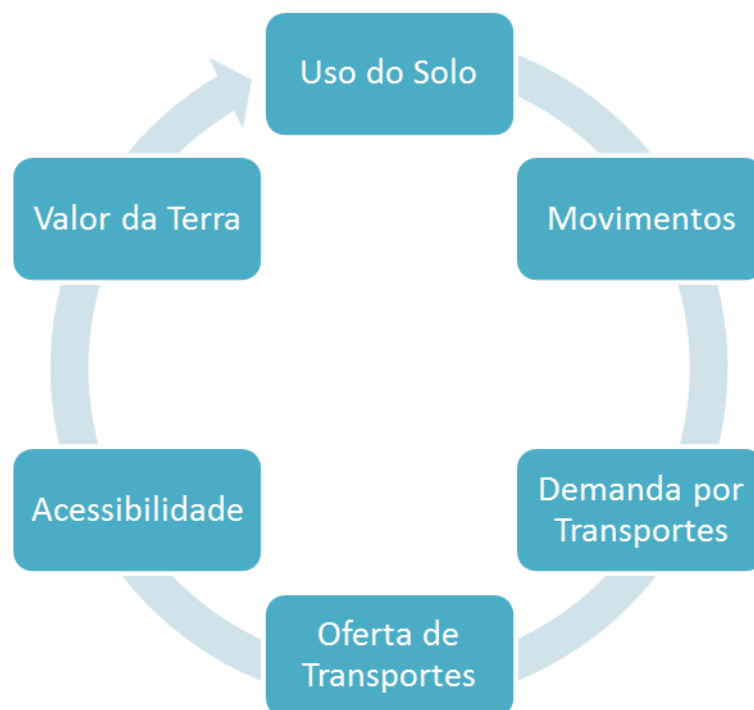 Uso do Solo
Movimentos
Demanda por
Transportes
Oferta de
Transportes
Acessibilidade
Valor da Terra